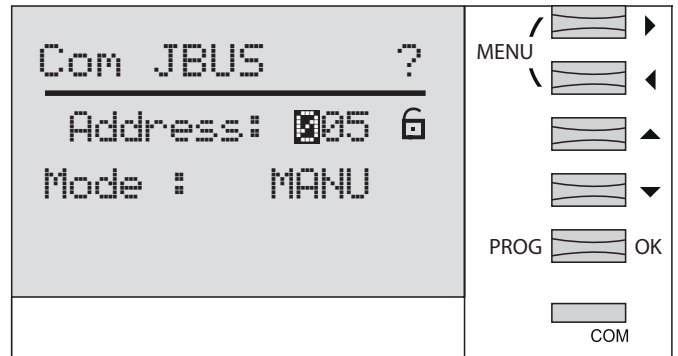 Com JBUS ?
Address: 005
Mode : MANU
MENU
PROG OK
COM